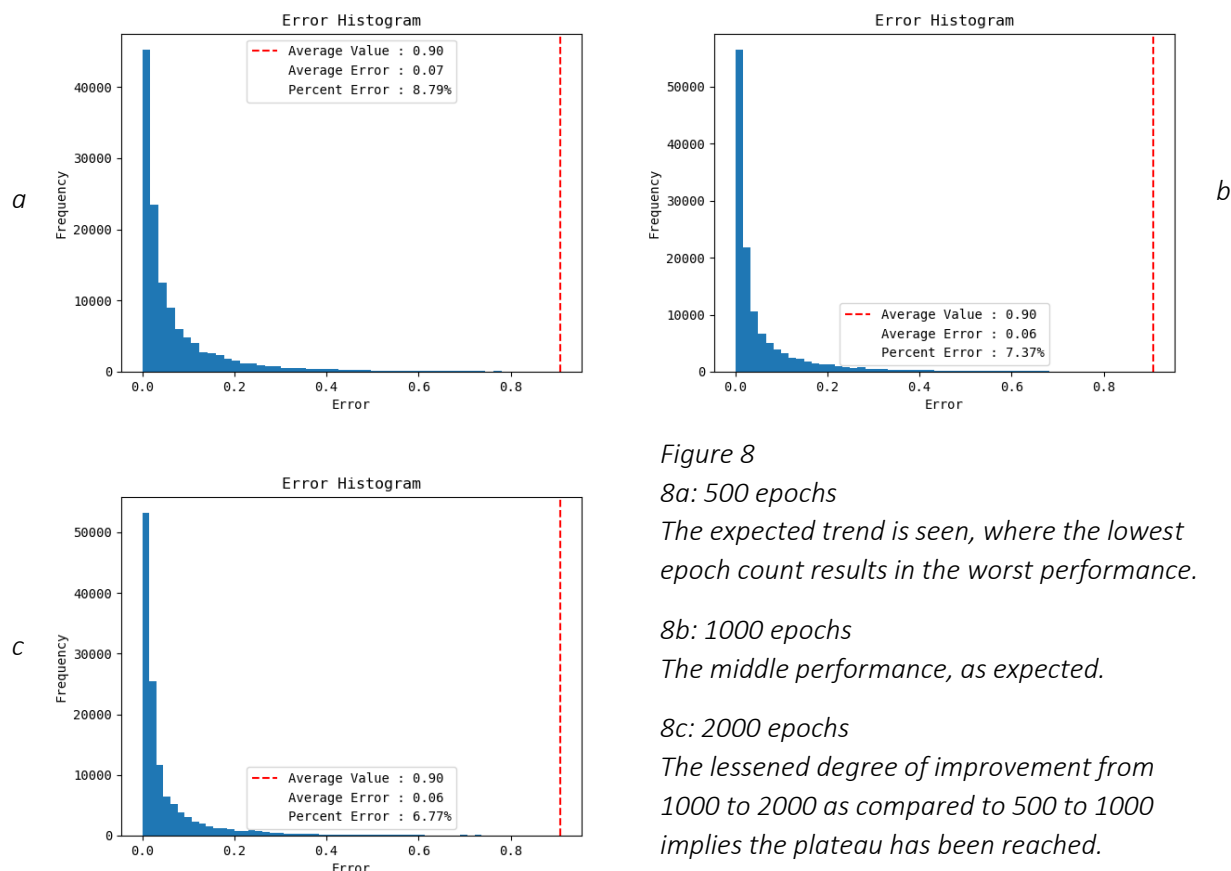 Error Histogram
Average Value : 0.90
Average Error : 0.07
Percent Error : 8.79%
40000
30000
20000
10000
0
Frequency
0.0 0.2 0.4 0.6 0.8
Error
a
Error Histogram
50000
40000
30000
20000
10000
0
Frequency
Average Value : 0.90
Average Error : 0.06
Percent Error : 7.37%
0.0 0.2 0.4 0.6 0.8
Error
b
Error Histogram
50000
40000
30000
20000
10000
0
Frequency
Average Value : 0.90
Average Error : 0.06
Percent Error : 6.77%
0.0 0.2 0.4 0.6 0.8
Error
c
Figure 8
8a: 500 epochs
The expected trend is seen, where the lowest
epoch count results in the worst performance.
8b: 1000 epochs
The middle performance, as expected.
8c: 2000 epochs
The lessened degree of improvement from
1000 to 2000 as compared to 500 to 1000
implies the plateau has been reached.